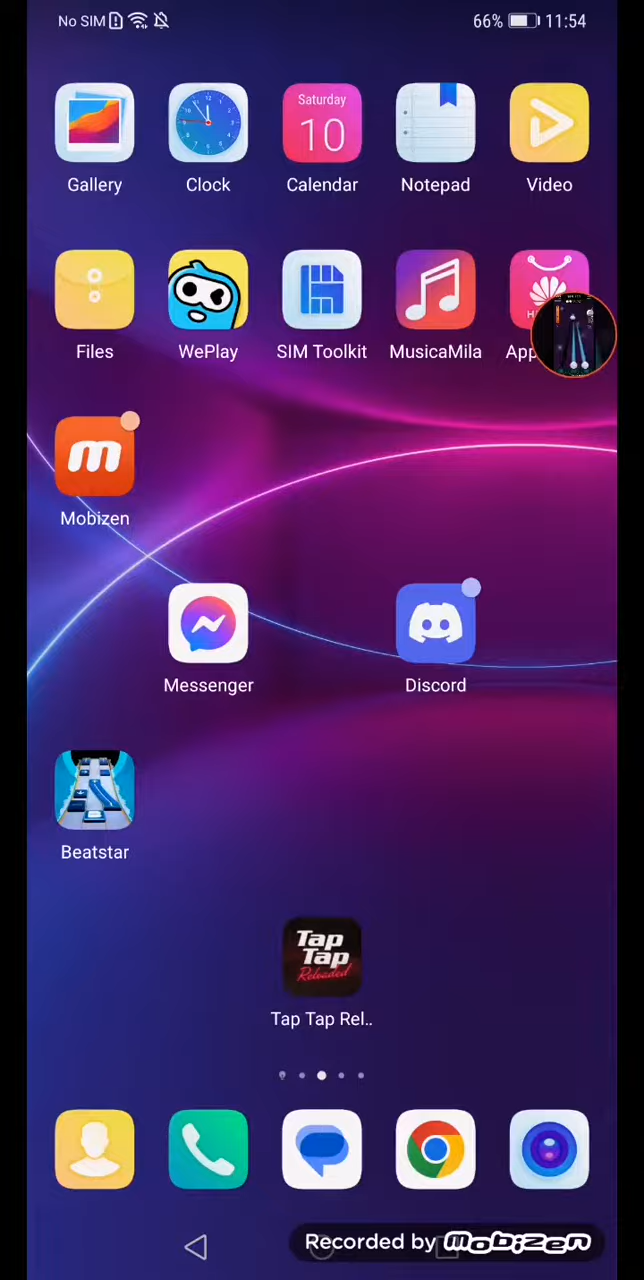 No SIM 66% 11:54
Saturday
10
Gallery Clock Calendar Notepad Video
Files WePlay SIM Toolkit MusicaMila App
m
Mobizen
Messenger Discord
Beatstar
Tap
Tap
Reloaded
Tap Tap Rel..
Recorded by mobizen